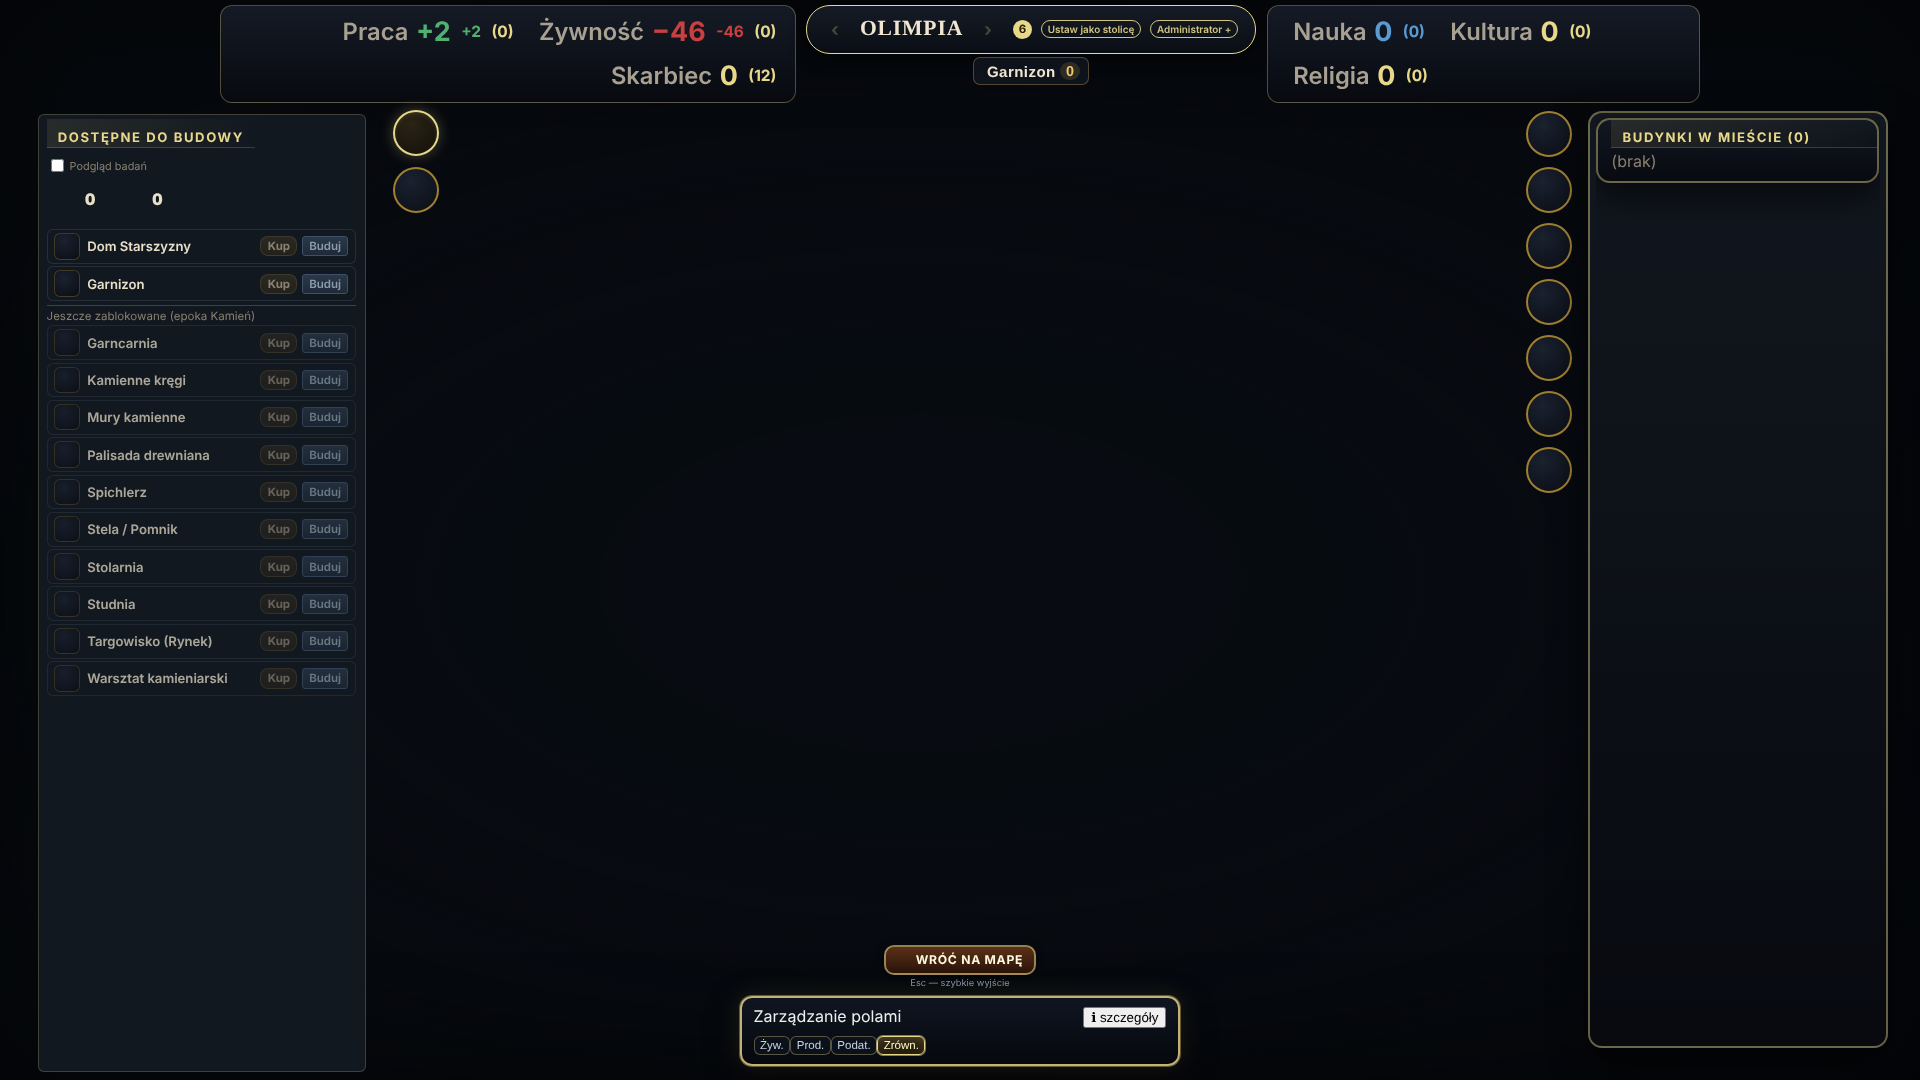 Praca +2 +2 (0) Żywność −46 -46 (0)
Skarbiec 0 (12)
‹ OLIMPIA › 6 Ustaw jako stolicę Administrator +
Garnizon 0
Nauka 0 (0) Kultura 0 (0)
Religia 0 (0)
DOSTĘPNE DO BUDOWY
Podgląd badań
0 0
Dom Starszyzny Kup Buduj
Garnizon Kup Buduj
Jeszcze zablokowane (epoka Kamień)
Garncarnia Kup Buduj
Kamienne kręgi Kup Buduj
Mury kamienne Kup Buduj
Palisada drewniana Kup Buduj
Spichlerz Kup Buduj
Stela / Pomnik Kup Buduj
Stolarnia Kup Buduj
Studnia Kup Buduj
Targowisko (Rynek) Kup Buduj
Warsztat kamieniarski Kup Buduj
BUDYNKI W MIEŚCIE (0)
(brak)
WRÓĆ NA MAPĘ
Esc — szybkie wyjście
Zarządzanie polami ℹ szczegóły
Żyw. Prod. Podat. Zrówn.